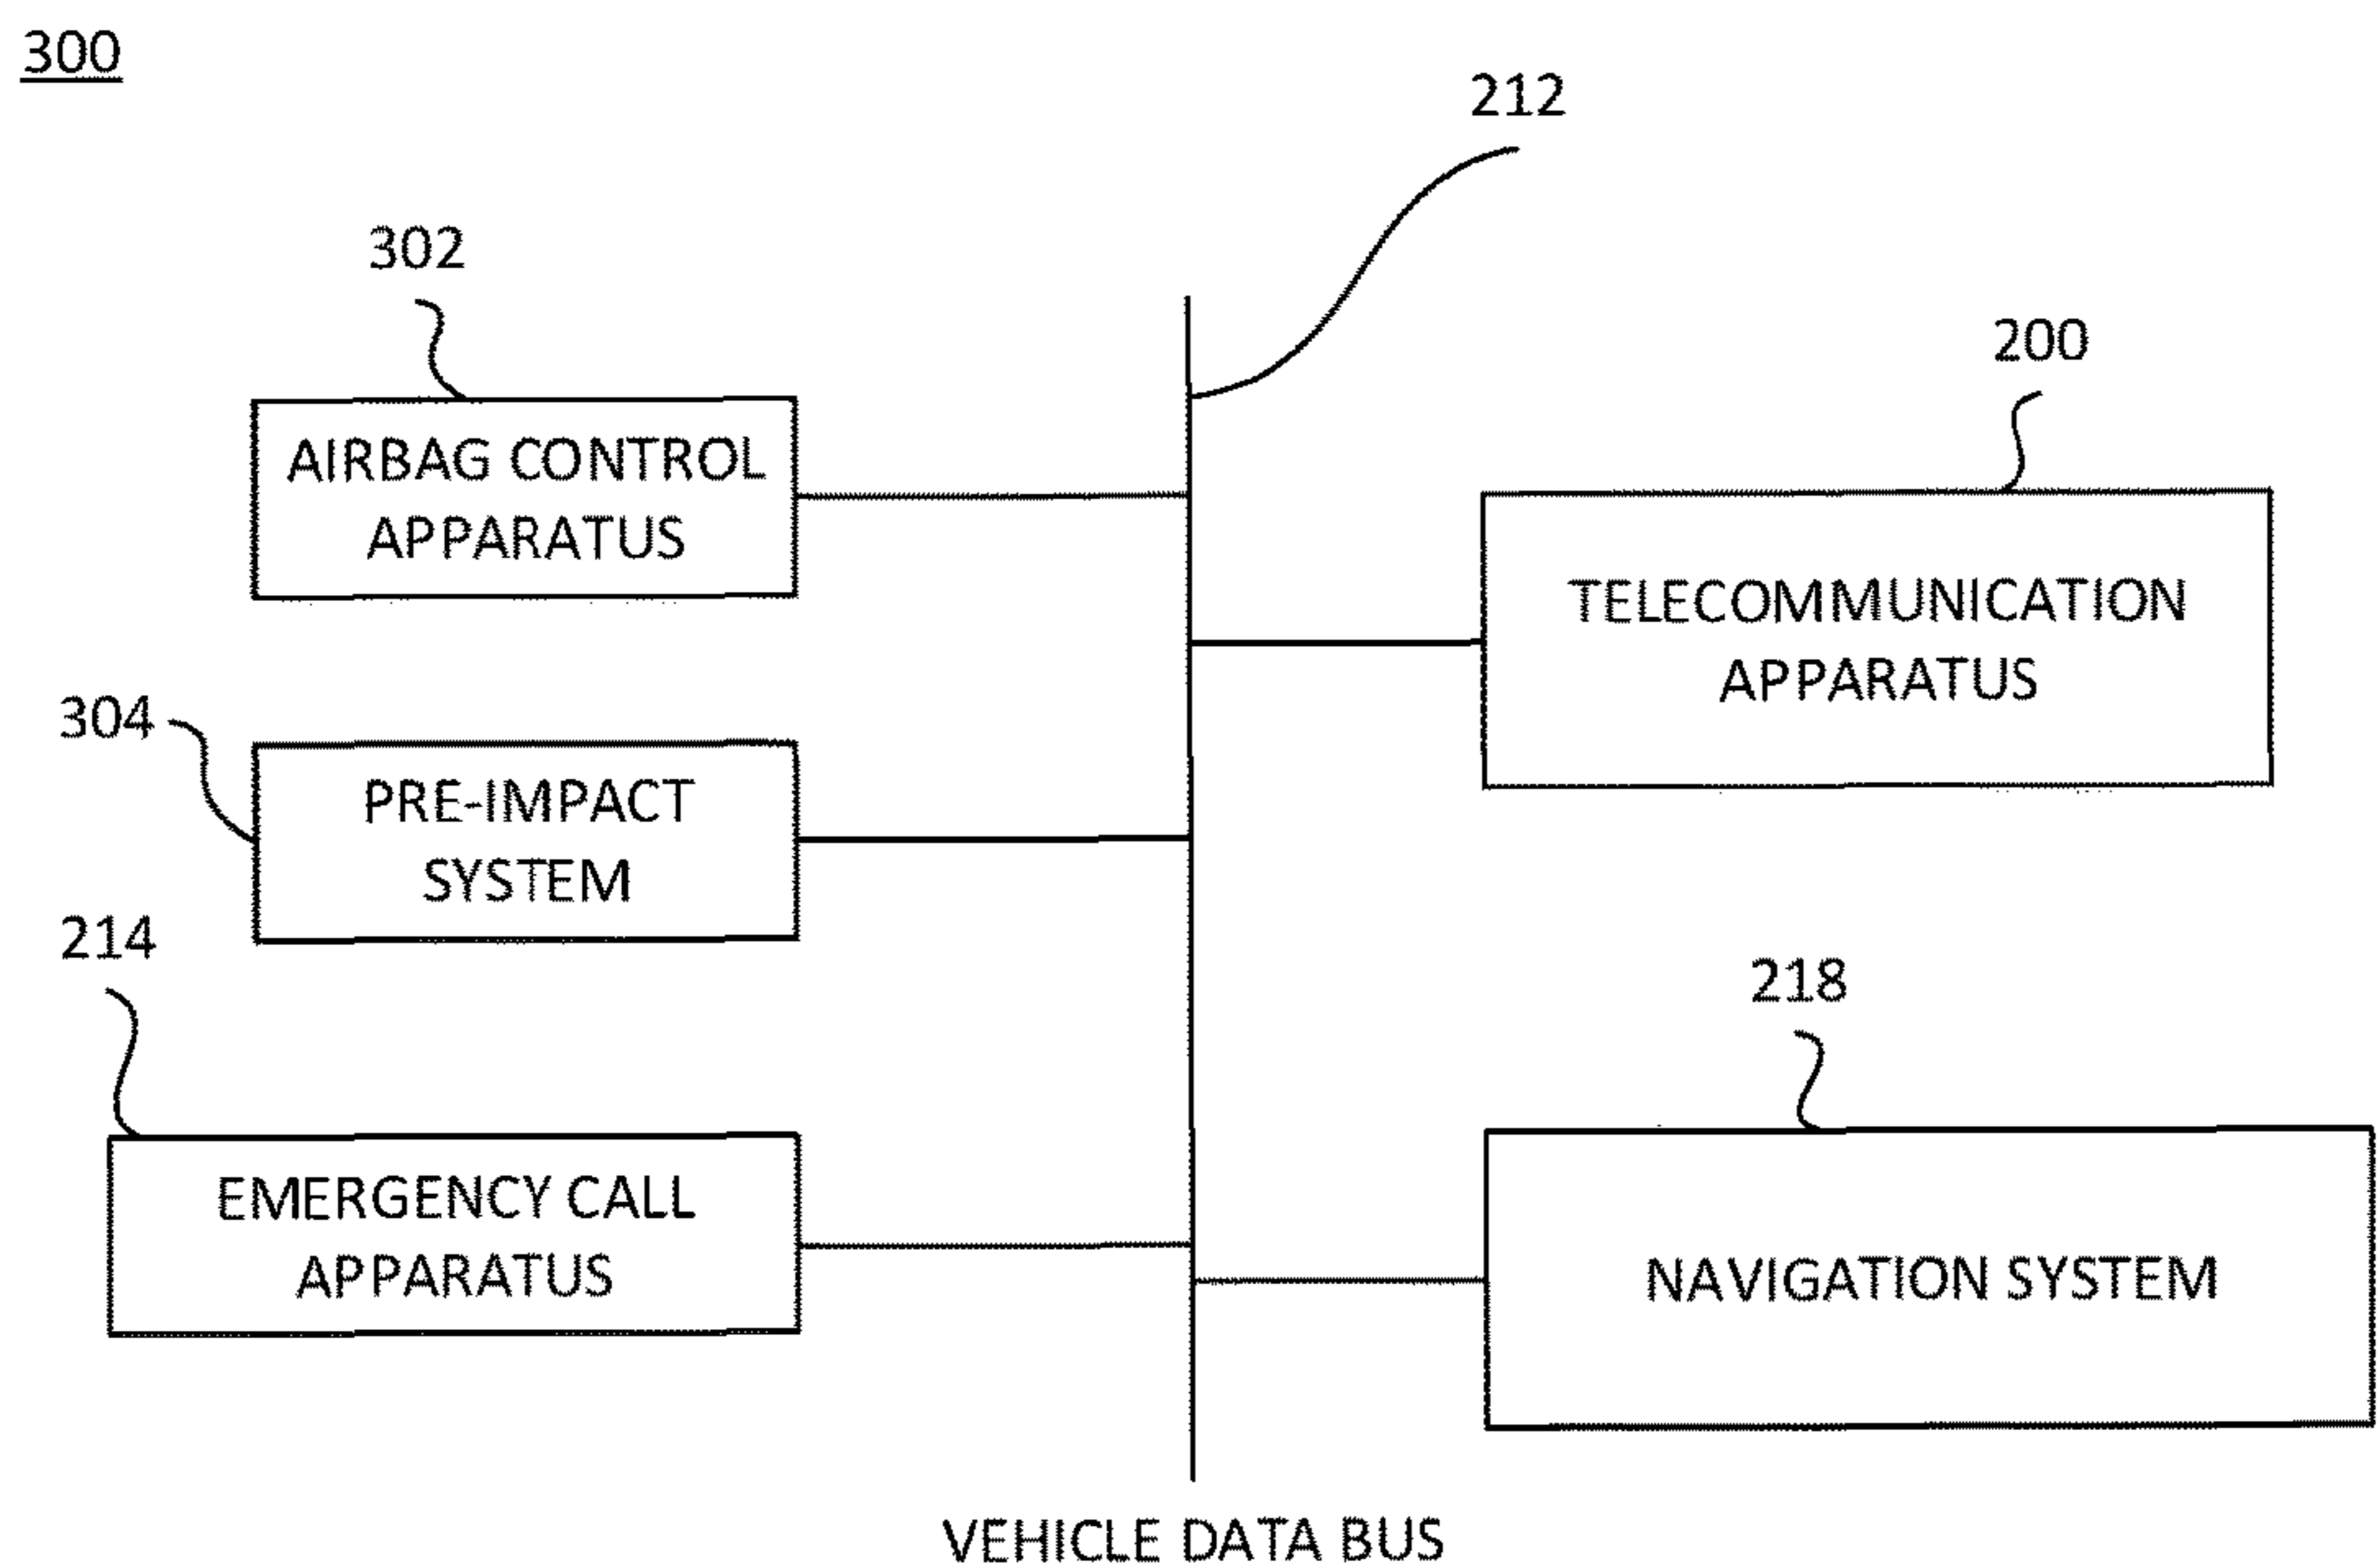 300
212
302
200
AIRBAG CONTROL
APPARATUS
TELECOMMUNICATION
APPARATUS
304
PRE-IMPACT
SYSTEM
214
218
EMERGENCY CALL
APPARATUS
NAVIGATION SYSTEM
VEHICLE DATA BUS